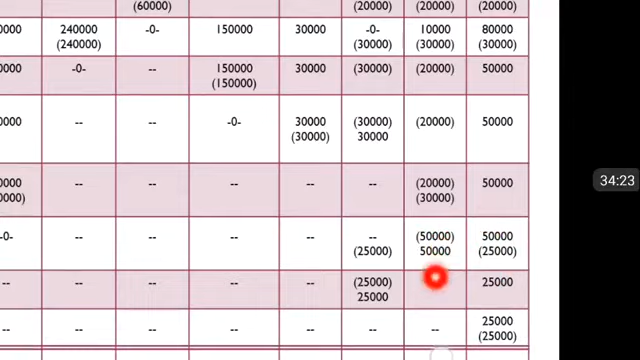 (60000) (20000) (20000) (20000)
0000 240000 -0- 150000 30000 -0- 10000 80000
(240000) (30000) (30000) (30000)
0000 -0- -- 150000 30000 (30000) (20000) 50000
(150000)
0000 -- -- -0- 30000 (30000) (20000) 50000
(30000) 30000
0000 -- -- -- -- -- (20000) 50000
0000) (30000)
-0- -- -- -- -- -- (50000) 50000
(25000) 50000 (25000)
-- -- -- -- -- (25000) 25000
25000
-- -- -- -- -- -- -- 25000
(25000)
34:23